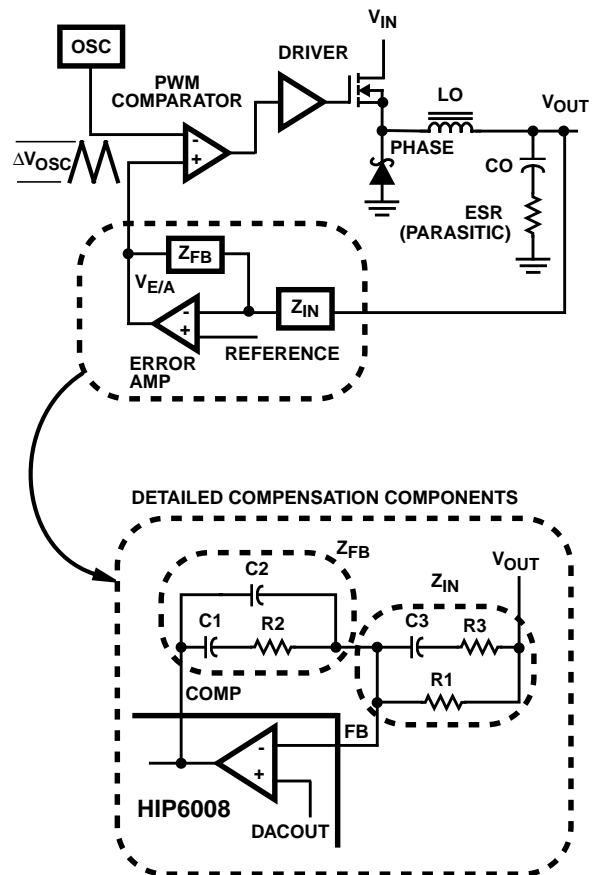 V_IN
OSC
DRIVER
PWM
COMPARATOR
LO
V_OUT
-
+
ΔV_OSC
PHASE
CO
ESR
(PARASITIC)
Z_FB
V_E/A
Z_IN
-
+
REFERENCE
ERROR
AMP
DETAILED COMPENSATION COMPONENTS
Z_FB
V_OUT
C2
Z_IN
C1
R2
C3
R3
R1
COMP
FB
-
+
HIP6008
DACOUT